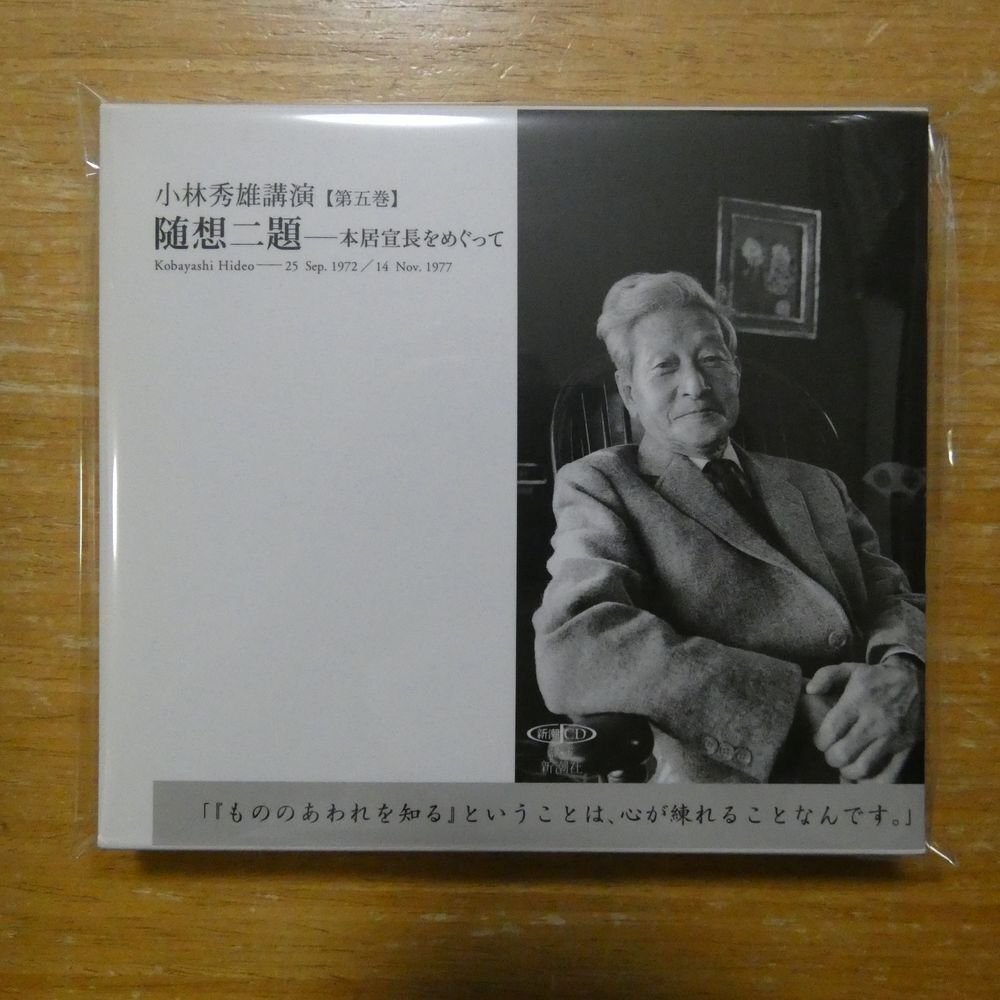 小林秀雄講演【第五巻】
随想二題──本居宣長をめぐって
Kobayashi Hideo──25 Sep. 1972／14 Nov. 1977
新潮CD
新潮社
「『もののあわれを知る』ということは、心が練れることなんです。」